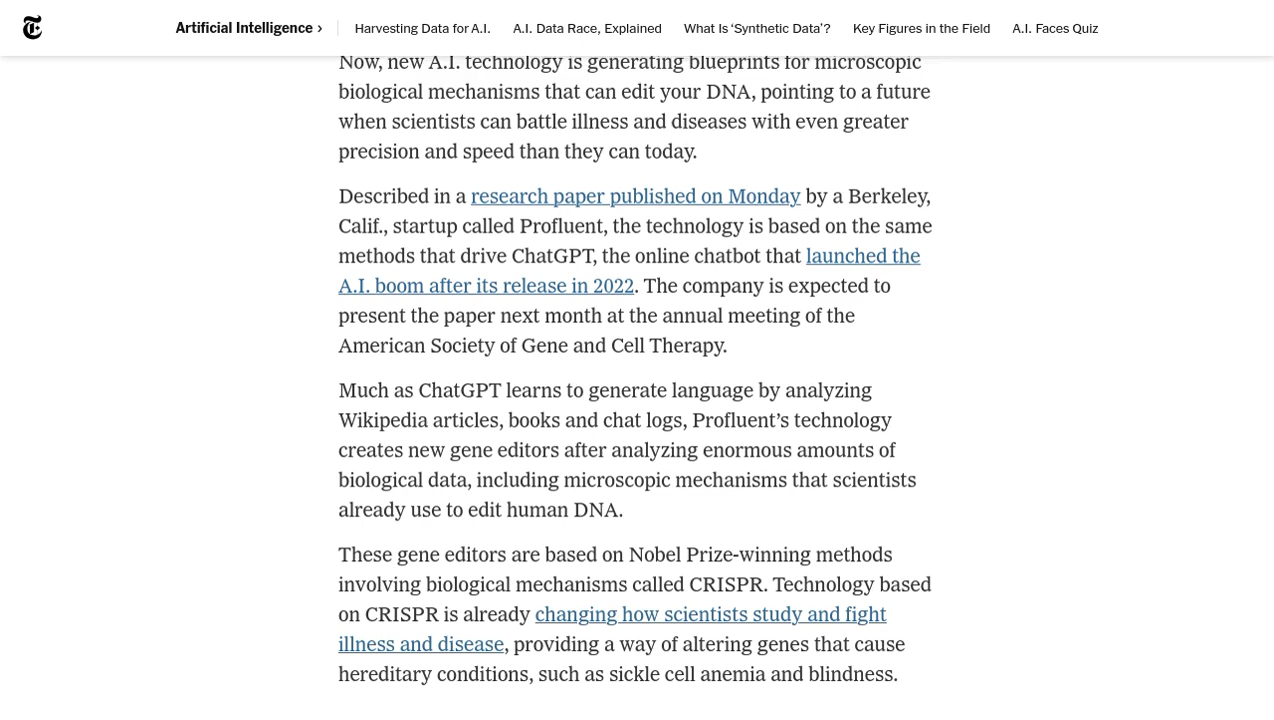 Artificial Intelligence › Harvesting Data for A.I. A.I. Data Race, Explained What Is ‘Synthetic Data’? Key Figures in the Field A.I. Faces Quiz
Now, new A.I. technology is generating blueprints for microscopic
biological mechanisms that can edit your DNA, pointing to a future
when scientists can battle illness and diseases with even greater
precision and speed than they can today.
Described in a research paper published on Monday by a Berkeley,
Calif., startup called Profluent, the technology is based on the same
methods that drive ChatGPT, the online chatbot that launched the
A.I. boom after its release in 2022. The company is expected to
present the paper next month at the annual meeting of the
American Society of Gene and Cell Therapy.
Much as ChatGPT learns to generate language by analyzing
Wikipedia articles, books and chat logs, Profluent’s technology
creates new gene editors after analyzing enormous amounts of
biological data, including microscopic mechanisms that scientists
already use to edit human DNA.
These gene editors are based on Nobel Prize-winning methods
involving biological mechanisms called CRISPR. Technology based
on CRISPR is already changing how scientists study and fight
illness and disease, providing a way of altering genes that cause
hereditary conditions, such as sickle cell anemia and blindness.